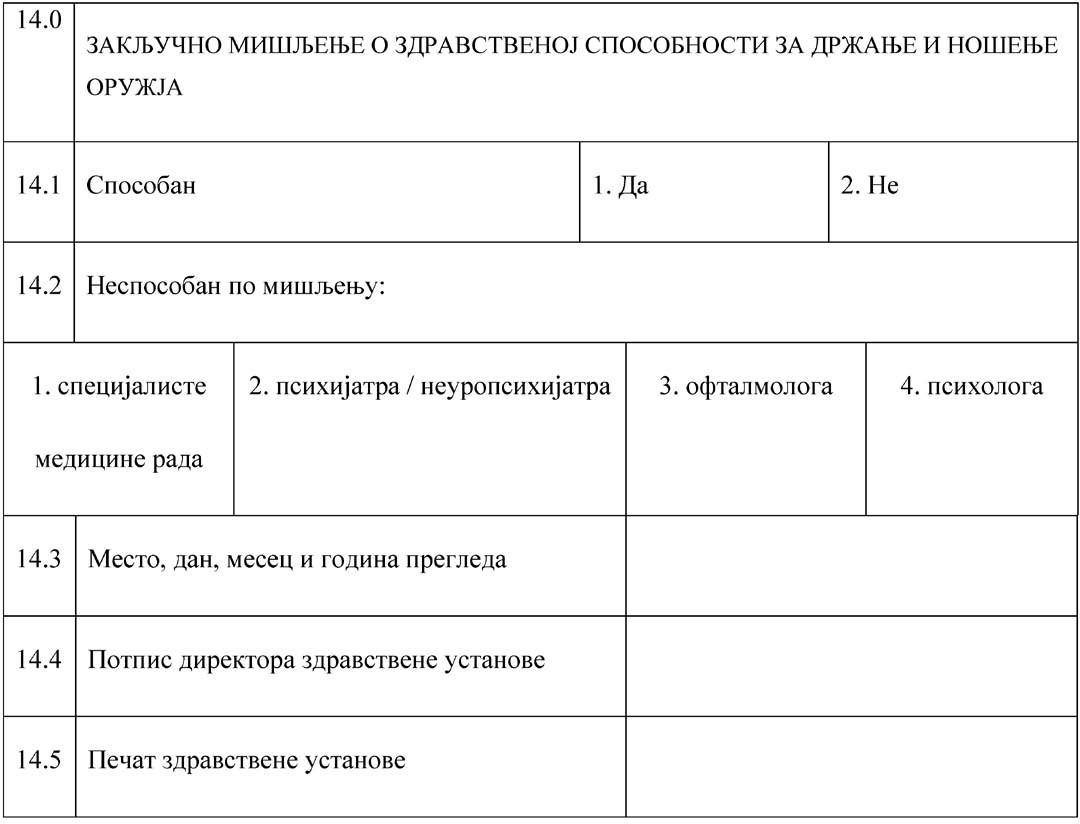 14.0
ЗАКЉУЧНО МИШЉЕЊЕ О ЗДРАВСТВЕНОЈ СПОСОБНОСТИ ЗА ДРЖАЊЕ И НОШЕЊЕ
ОРУЖЈА
14.1 Способан 1. Да 2. Не
14.2 Неспособан по мишљењу:
1. специјалисте 2. психијатра / неуропсихијатра 3. офталмолога 4. психолога
медицине рада
14.3 Место, дан, месец и година прегледа
14.4 Потпис директора здравствене установе
14.5 Печат здравствене установе